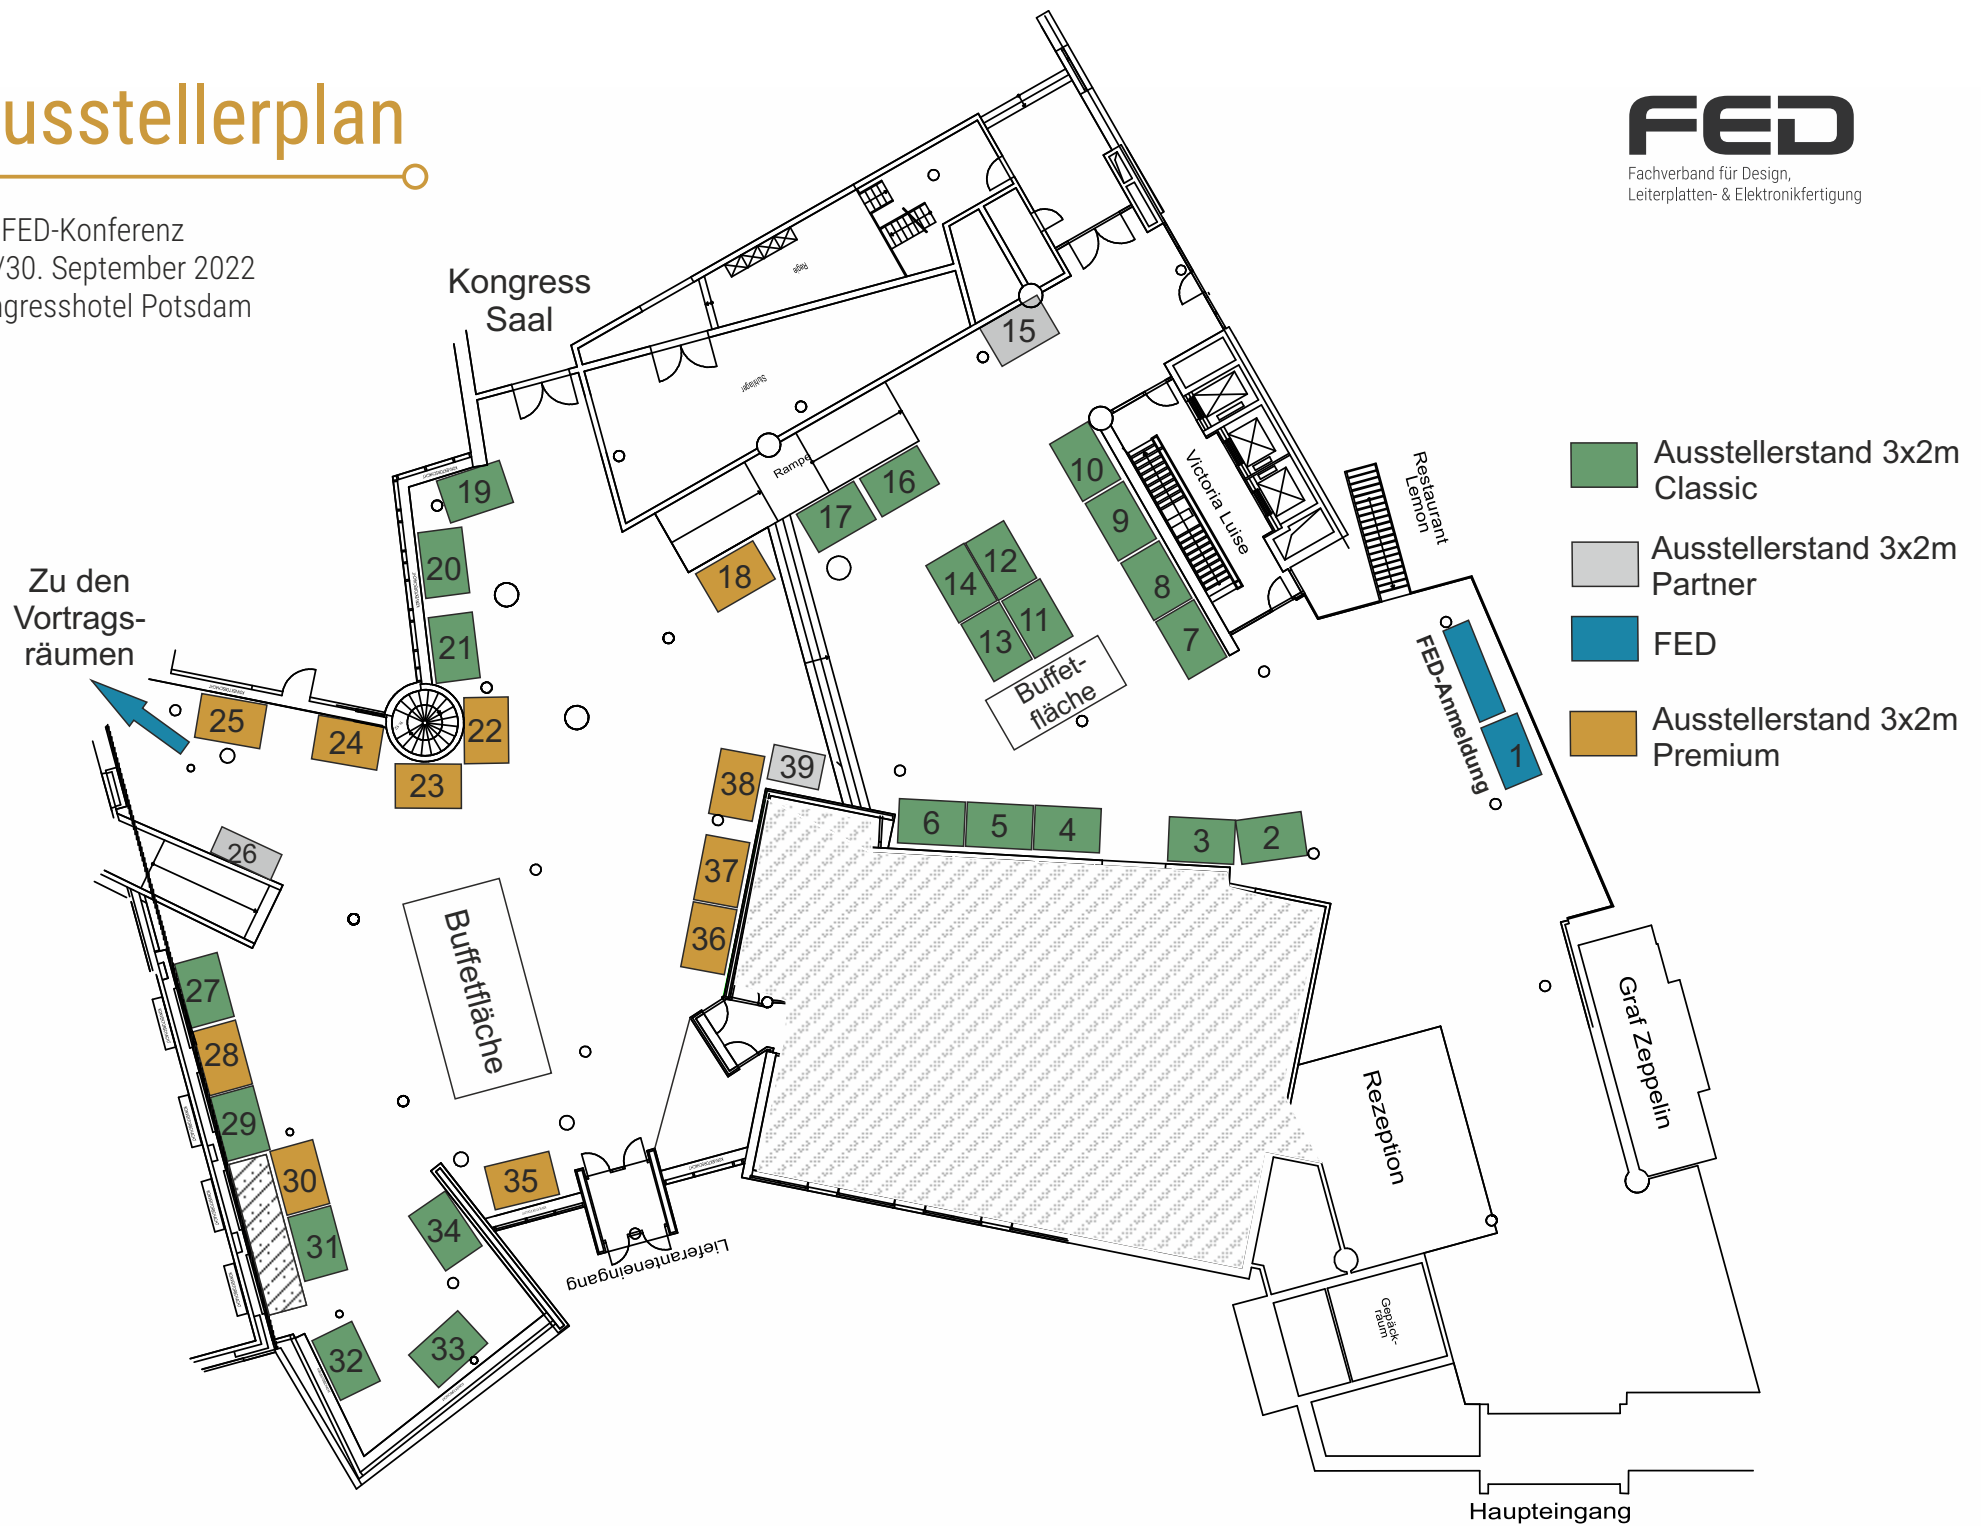 usstellerplan
FED-Konferenz
/30. September 2022
gresshotel Potsdam
FED
Fachverband für Design,
Leiterplatten- & Elektronikfertigung
Kongress
Saal
Regie
Stuhllager
Rampe
15
16
17
18
19
20
21
22
23
24
25
26
Zu den
Vortrags-
räumen
10
9
8
7
Victoria Luise
Restaurant
Lemon
12
14
11
13
Buffet-
fläche
FED-Anmeldung
1
Ausstellerstand 3x2m
Classic
Ausstellerstand 3x2m
Partner
FED
Ausstellerstand 3x2m
Premium
38
39
37
36
6
5
4
3
2
Buffetfläche
27
28
29
30
31
32
33
34
35
Lieferanteneingang
Rezeption
Graf Zeppelin
Gepäck-
raum
Haupteingang